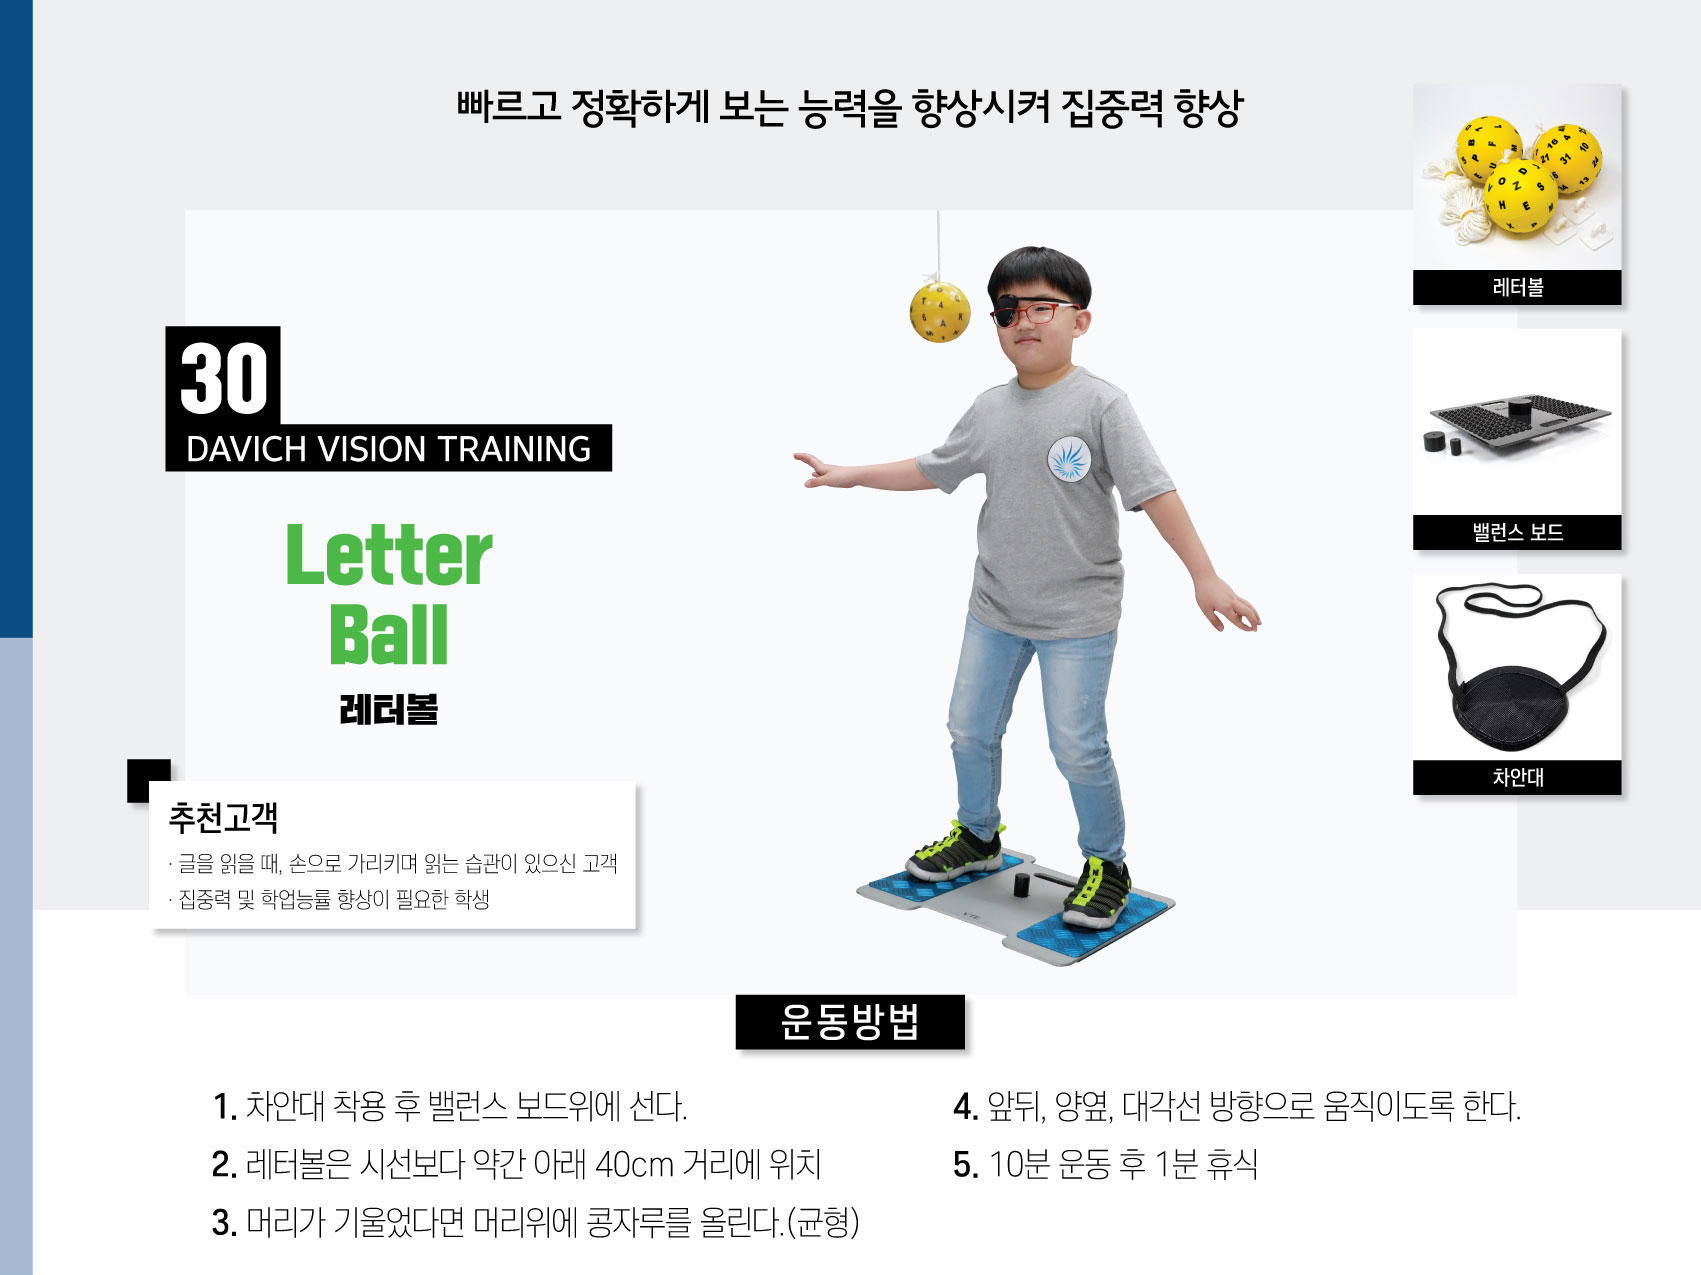 빠르고 정확하게 보는 능력을 향상시켜 집중력 향상
레터볼
밸런스 보드
차안대
30
DAVICH VISION TRAINING
Letter
Ball
레터볼
추천고객
· 글을 읽을 때, 손으로 가리키며 읽는 습관이 있으신 고객
· 집중력 및 학업능률 향상이 필요한 학생
VTE
운동방법
1. 차안대 착용 후 밸런스 보드위에 선다.
2. 레터볼은 시선보다 약간 아래 40cm 거리에 위치
3. 머리가 기울었다면 머리위에 콩자루를 올린다.(균형)
4. 앞뒤, 양옆, 대각선 방향으로 움직이도록 한다.
5. 10분 운동 후 1분 휴식